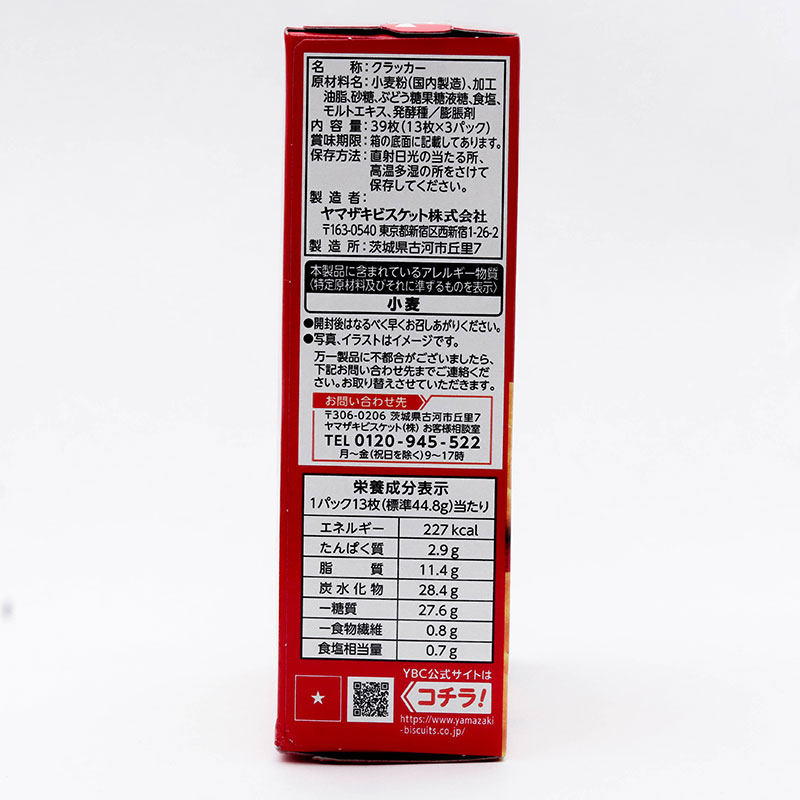 名称:クラッカー
原材料名:小麦粉(国内製造)、加工
油脂、砂糖、ぶどう糖果糖液糖、食塩、
モルトエキス、発酵種/膨脹剤
内容量:39枚(13枚×3パック)
賞味期限:箱の底面に記載してあります。
保存方法:直射日光の当たる所、
高温多湿の所をさけて
保存してください。
製造者:
ヤマザキビスケット株式会社
〒163-0540 東京都新宿区西新宿1-26-2
製造所:茨城県古河市丘里7
本製品に含まれているアレルギー物質
〈特定原材料及びそれに準ずるものを表示〉
小麦
●開封後はなるべく早くお召しあがりください。
●写真、イラストはイメージです。
万一製品に不都合がございましたら、
下記お問い合わせ先までご連絡くだ
さい。お取り替えさせていただきます。
お問い合わせ先
〒306-0206 茨城県古河市丘里7
ヤマザキビスケット(株) お客様相談室
TEL 0120-945-522
月〜金(祝日を除く)9〜17時
栄養成分表示
1パック13枚(標準44.8g)当たり
エネルギー 227kcal
たんぱく質 2.9g
脂質 11.4g
炭水化物 28.4g
-糖質 27.6g
-食物繊維 0.8g
食塩相当量 0.7g
YBC公式サイトは
コチラ!
https://www.yamazaki
-biscuits.co.jp/